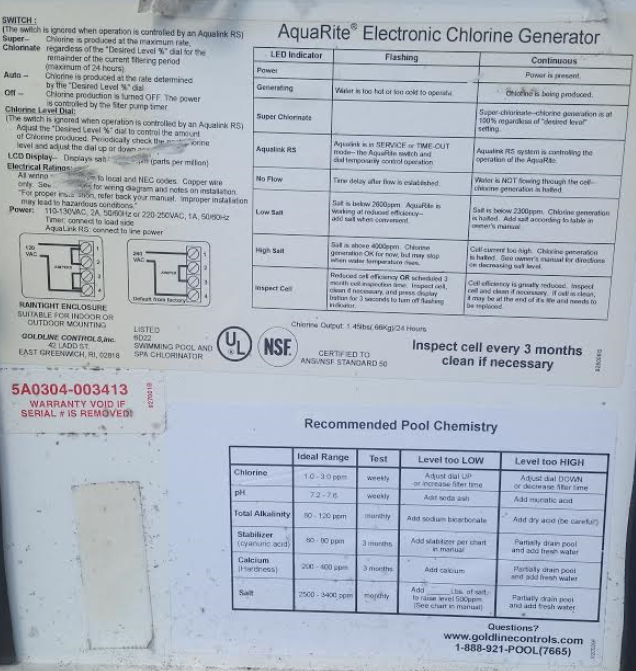 SWITCH :
(The switch is ignored when operation is controlled by an Aqualink RS)
Super– Chlorine is produced at the maximum rate,
Chlorinate regardless of the "Desired Level %" dial for the
remainder of the current filtering period
(maximum of 24 hours).
Auto – Chlorine is produced at the rate determined
by the "Desired Level %" dial.
Off – Chlorine production is turned OFF. The power
is controlled by the filter pump timer.
Chlorine Level Dial:
(The switch is ignored when operation is controlled by an Aqualink RS)
Adjust the "Desired Level %" dial to control the amount
of Chlorine produced. Periodically check the
level and adjust the dial up or down
LCD Display– Displays (parts per million)
Electrical Ratings:
All wiring to local and NEC codes. Copper wire
only. See for wiring diagram and notes on installation.
"For proper refer back your manual. Improper installation
may lead to hazardous conditions."
Power: 110-130VAC, 2A, 50/60Hz or 220-250VAC, 1A, 50/60Hz
Timer: connect to load side
AquaLink RS: connect to line power
120
VAC
JUMPERS
1
2
3
4
240
VAC
JUMPER
1
2
3
4
Default from factory
RAINTIGHT ENCLOSURE
SUITABLE FOR INDOOR OR
OUTDOOR MOUNTING
GOLDLINE CONTROLS,Inc.
42 LADD ST.
EAST GREENWICH, RI, 02818
LISTED
6D22
SWIMMING POOL AND
SPA CHLORINATOR
UL
NSF.
CERTIFIED TO
ANSI/NSF STANDARD 50
AquaRite® Electronic Chlorine Generator
LED Indicator Flashing Continuous
Power Power is present.
Generating Water is too hot or too cold to operate. Chlorine is being produced.
Super Chlorinate Super-chlorinate–chlorine generation is at
100% regardless of "desired level"
setting.
Aqualink RS Aqualink is in SERVICE or TIME-OUT
mode– the AquaRite switch and
dial temporarily control operation
Aqualink RS system is controlling the
operation of the AquaRite.
No Flow Time delay after flow is established. Water is NOT flowing through the cell–
chlorine generation is halted.
Low Salt Salt is below 2600ppm. AquaRite is
working at reduced efficiency–
add salt when convenient.
Salt is below 2300ppm. Chlorine generation
is halted. Add salt according to table in
owner's manual
High Salt Salt is above 4000ppm. Chlorine
generation OK for now, but may stop
when water temperature rises.
Cell current too high. Chlorine generation
is halted. See owner's manual for directions
on decreasing salt level.
Inspect Cell Reduced cell efficiency OR scheduled 3
month cell inspection time. Inspect cell,
clean if necessary, and press display
button for 3 seconds to turn off flashing
indicator.
Cell efficiency is greatly reduced. Inspect
cell and clean if necessary. If cell is clean,
it may be at the end of it's life and needs to
be replaced.
Chlorine Output: 1.45lbs(.66Kg)/24 Hours
Inspect cell every 3 months
clean if necessary
5A0304-003413
WARRANTY VOID IF
SERIAL # IS REMOVED!
Recommended Pool Chemistry
Ideal Range Test Level too LOW Level too HIGH
Chlorine 1.0 - 3.0 ppm weekly Adjust dial UP
or increase filter time
Adjust dial DOWN
or decrease filter time
pH 7.2 - 7.6 weekly Add soda ash Add muriatic acid
Total Alkalinity 80 - 120 ppm monthly Add sodium bicarbonate Add dry acid (be careful!)
Stabilizer
(cyanuric acid)
60 - 80 ppm 3 months Add stabilizer per chart
in manual
Partially drain pool
and add fresh water
Calcium
(Hardness)
200 - 400 ppm 3 months Add calcium Partially drain pool
and add fresh water
Salt 2500 - 3400 ppm monthly Add ____ Lbs. of salt
to raise level 500ppm
(See chart in manual)
Partially drain pool
and add fresh water
Questions?
www.goldlinecontrols.com
1-888-921-POOL(7665)